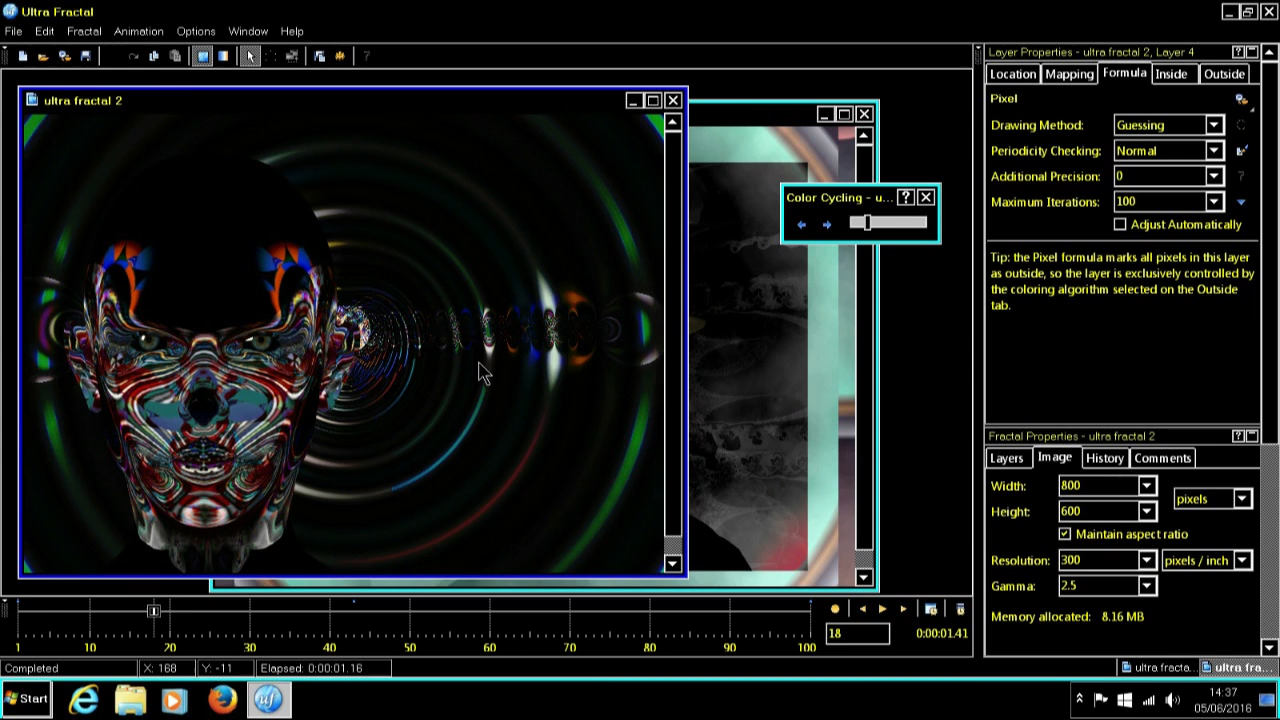 Ultra Fractal
File Edit Fractal Animation Options Window Help
ultra fractal 2
Color Cycling - u...
Layer Properties - ultra fractal 2, Layer 4
Location Mapping Formula Inside Outside
Pixel
Drawing Method: Guessing
Periodicity Checking: Normal
Additional Precision: 0
Maximum Iterations: 100
Adjust Automatically
Tip: the Pixel formula marks all pixels in this layer
as outside, so the layer is exclusively controlled by
the coloring algorithm selected on the Outside
tab.
Fractal Properties - ultra fractal 2
Layers Image History Comments
Width: 800
pixels
Height: 600
Maintain aspect ratio
Resolution: 300 pixels / inch
Gamma: 2.5
Memory allocated: 8.16 MB
1 10 20 30 40 50 60 70 80 90 100
18 0:00:01.41
Completed X: 168 Y: -11 Elapsed: 0:00:01.16
ultra fracta... ultra fra...
Start
14:37
05/06/2016